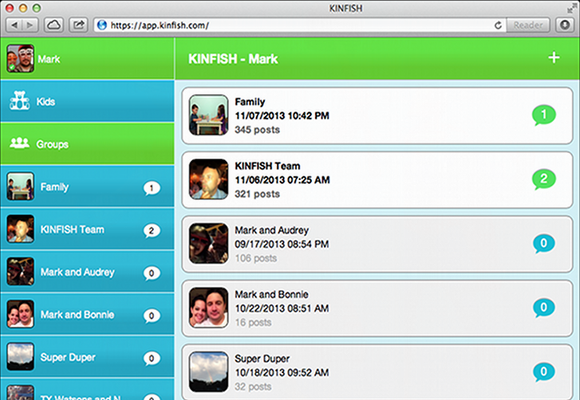 KINFISH
https://app.kinfish.com/
Reader
Mark
Kids
Groups
Family
1
KINFISH Team
2
Mark and Audrey
0
Mark and Bonnie
0
Super Duper
0
TY Watsons and N
KINFISH - Mark
+
Family
11/07/2013 10:42 PM
345 posts
1
KINFISH Team
11/06/2013 07:25 AM
321 posts
2
Mark and Audrey
09/17/2013 08:54 PM
106 posts
0
Mark and Bonnie
10/22/2013 08:51 AM
16 posts
0
Super Duper
10/18/2013 09:52 AM
32 posts
0